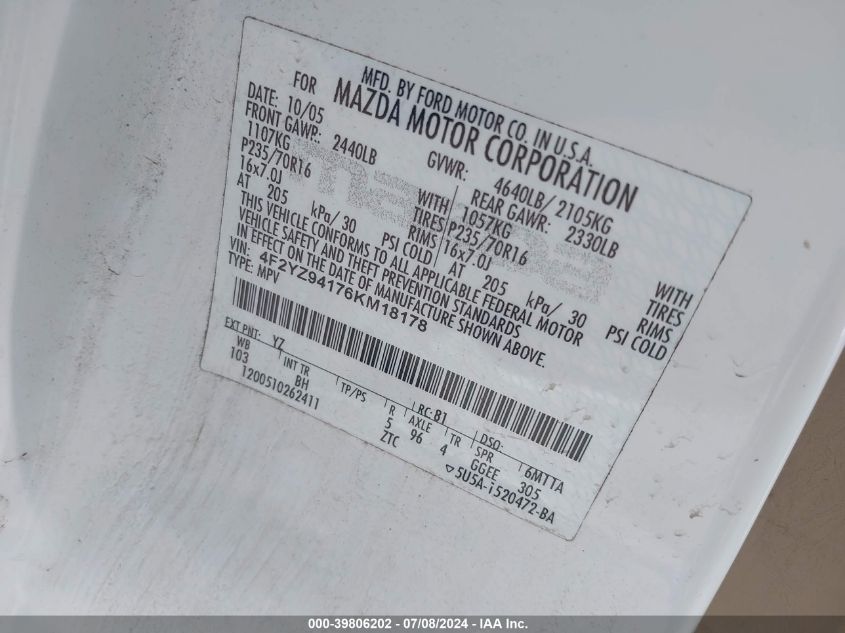 MFD. BY FORD MOTOR CO. IN U.S.A.
FOR MAZDA MOTOR CORPORATION
DATE: 10/05 GVWR: 4640LB/ 2105KG
FRONT GAWR: 2440LB REAR GAWR: 2330LB
1107KG WITH 1057KG WITH
P235/70R16 TIRES P235/70R16 TIRES
16x7.0J RIMS 16x7.0J RIMS
AT 205 kPa/ 30 PSI COLD AT 205 kPa/ 30 PSI COLD
THIS VEHICLE CONFORMS TO ALL APPLICABLE FEDERAL MOTOR
VEHICLE SAFETY AND THEFT PREVENTION STANDARDS
IN EFFECT ON THE DATE OF MANUFACTURE SHOWN ABOVE.
VIN: 4F2YZ94176KM18178
TYPE: MPV
EXT PNT: YZ RC:81 DSO:
WB INT TR TP/PS R AXLE TR SPR 6M1TA
103 BH 5 96 4 GGEE 305
1200510262411 ZTC 5U5A-1520472-BA
000-39806202 - 07/08/2024 - IAA Inc.